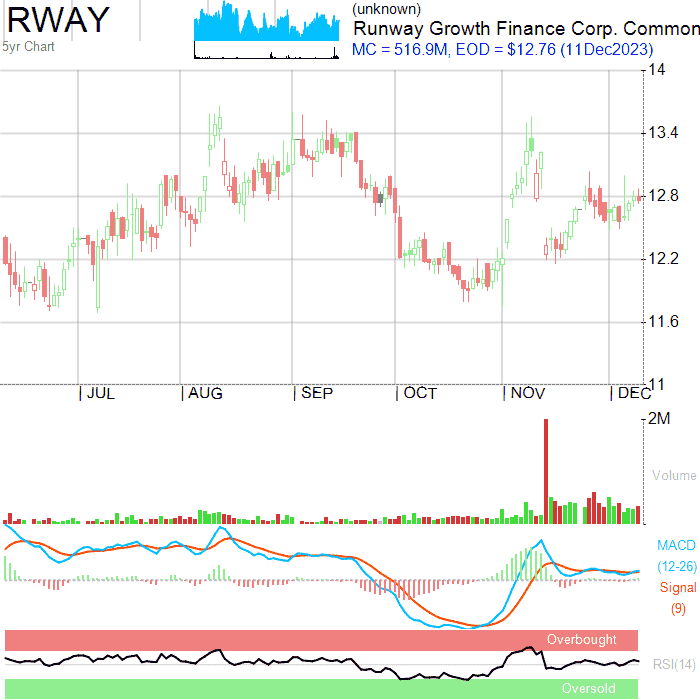 RWAY
5yr Chart
(unknown)
Runway Growth Finance Corp. Common
MC = 516.9M, EOD = $12.76 (11Dec2023)
14
13.4
12.8
12.2
11.6
11
| JUL | AUG | SEP | OCT | NOV | DEC
2M
Volume
MACD
(12-26)
Signal
(9)
Overbought
RSI(14)
Oversold